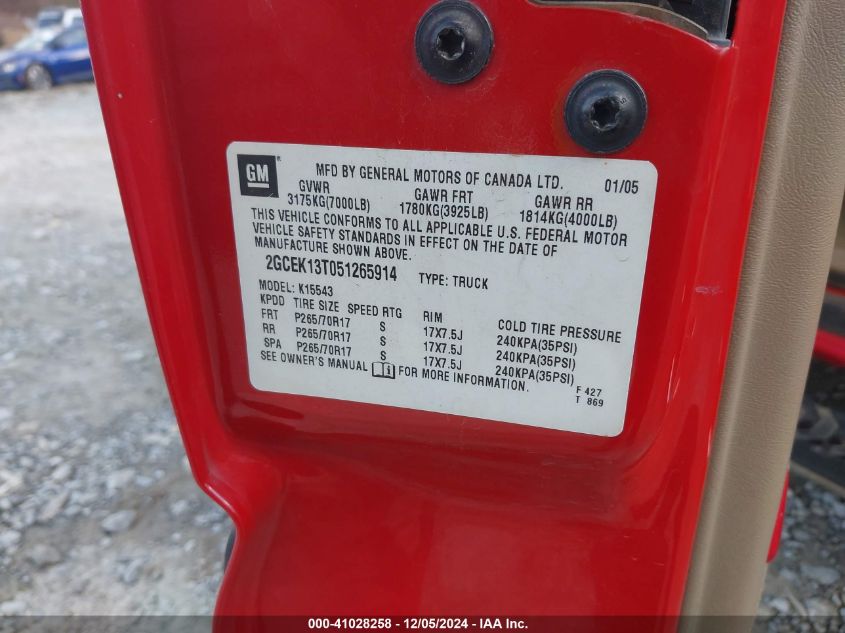 GM MFD BY GENERAL MOTORS OF CANADA LTD. 01/05
GVWR GAWR FRT GAWR RR
3175KG(7000LB) 1780KG(3925LB) 1814KG(4000LB)
THIS VEHICLE CONFORMS TO ALL APPLICABLE U.S. FEDERAL MOTOR
VEHICLE SAFETY STANDARDS IN EFFECT ON THE DATE OF
MANUFACTURE SHOWN ABOVE.
2GCEK13T051265914 TYPE: TRUCK
MODEL: K15543
KPDD TIRE SIZE SPEED RTG RIM COLD TIRE PRESSURE
FRT P265/70R17 S 17X7.5J 240KPA(35PSI)
RR P265/70R17 S 17X7.5J 240KPA(35PSI)
SPA P265/70R17 S 17X7.5J 240KPA(35PSI)
SEE OWNER'S MANUAL FOR MORE INFORMATION.
F 427
T 869
000-41028258 - 12/05/2024 - IAA Inc.